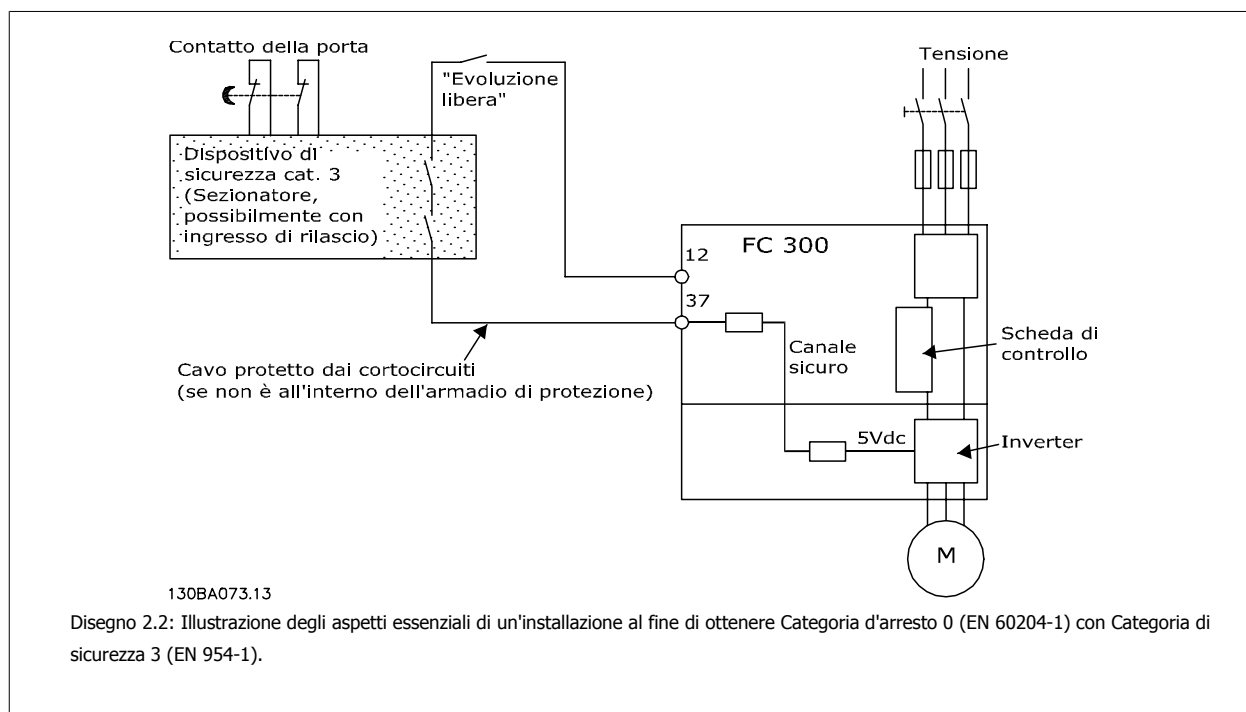 Contatto della porta
"Evoluzione
libera"
Tensione
Dispositivo di
sicurezza cat. 3
(Sezionatore,
possibilmente con
ingresso di rilascio)
12
FC 300
37
Canale
sicuro
Scheda di
controllo
Cavo protetto dai cortocircuiti
(se non è all'interno dell'armadio di protezione)
5Vdc
Inverter
M
130BA073.13
Disegno 2.2: Illustrazione degli aspetti essenziali di un'installazione al fine di ottenere Categoria d'arresto 0 (EN 60204-1) con Categoria di
sicurezza 3 (EN 954-1).